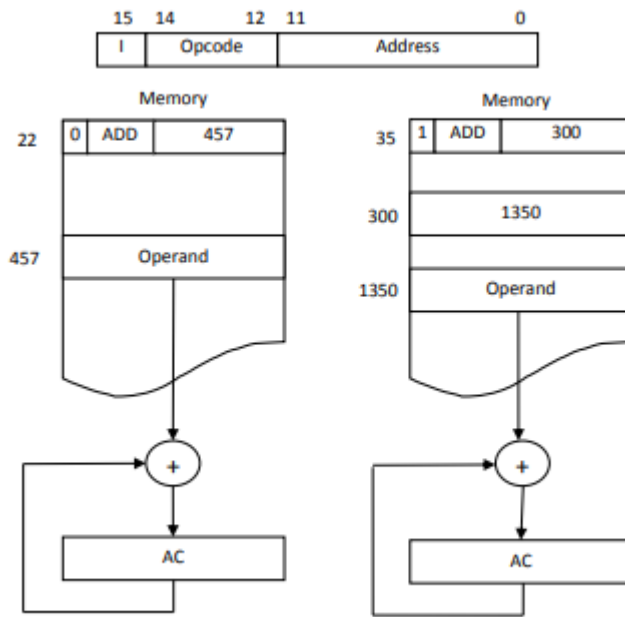 15 14 12 11 0
I Opcode Address
Memory
22 0 ADD 457
457 Operand
+
AC
Memory
35 1 ADD 300
300 1350
1350 Operand
+
AC